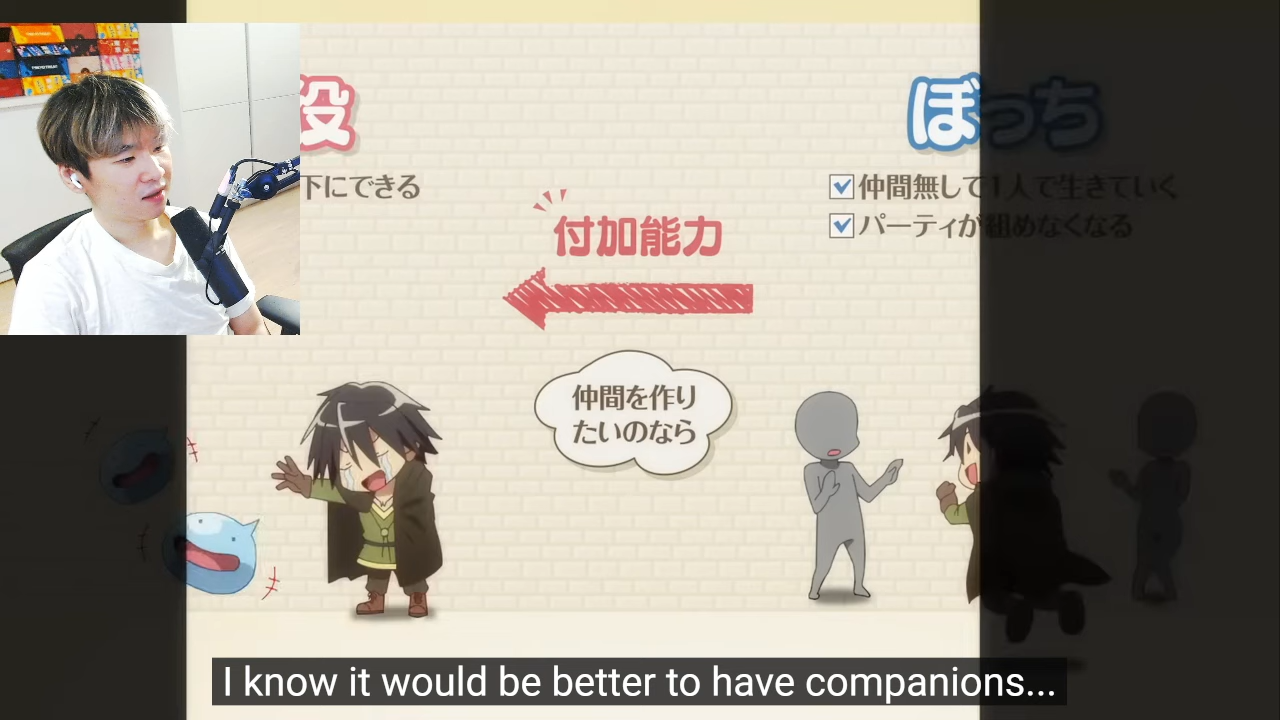 役
ぼっち
下にできる
仲間無して1人で生きていく
パーティが組めなくなる
付加能力
仲間を作り
たいのなら
I know it would be better to have companions...